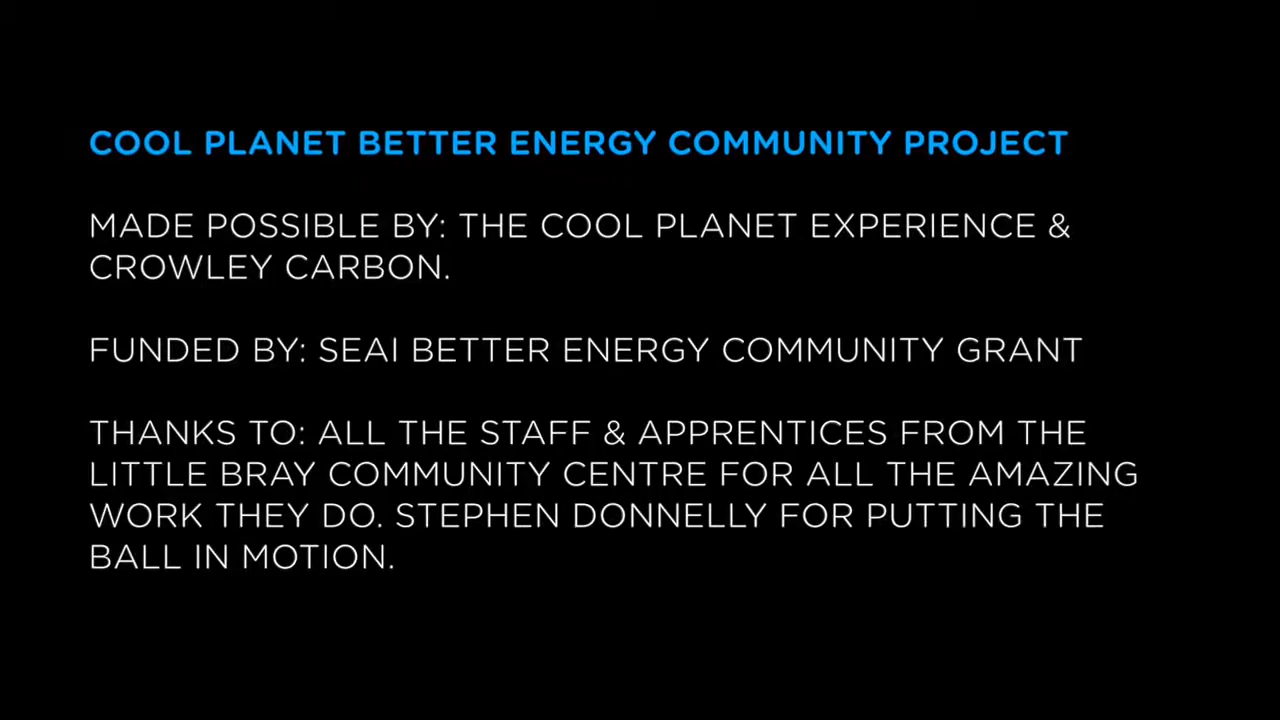 COOL PLANET BETTER ENERGY COMMUNITY PROJECT
MADE POSSIBLE BY: THE COOL PLANET EXPERIENCE &
CROWLEY CARBON.
FUNDED BY: SEAI BETTER ENERGY COMMUNITY GRANT
THANKS TO: ALL THE STAFF & APPRENTICES FROM THE
LITTLE BRAY COMMUNITY CENTRE FOR ALL THE AMAZING
WORK THEY DO. STEPHEN DONNELLY FOR PUTTING THE
BALL IN MOTION.